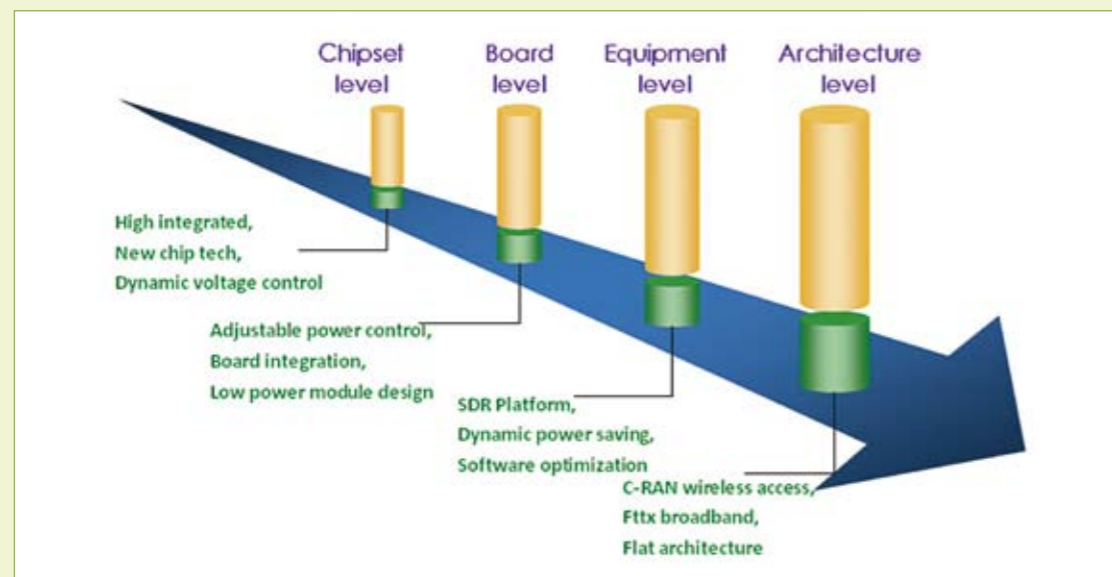 Chipset
level
Board
level
Equipment
level
Architecture
level
High integrated,
New chip tech,
Dynamic voltage control
Adjustable power control,
Board integration,
Low power module design
SDR Platform,
Dynamic power saving,
Software optimization
C-RAN wireless access,
Fttx broadband,
Flat architecture